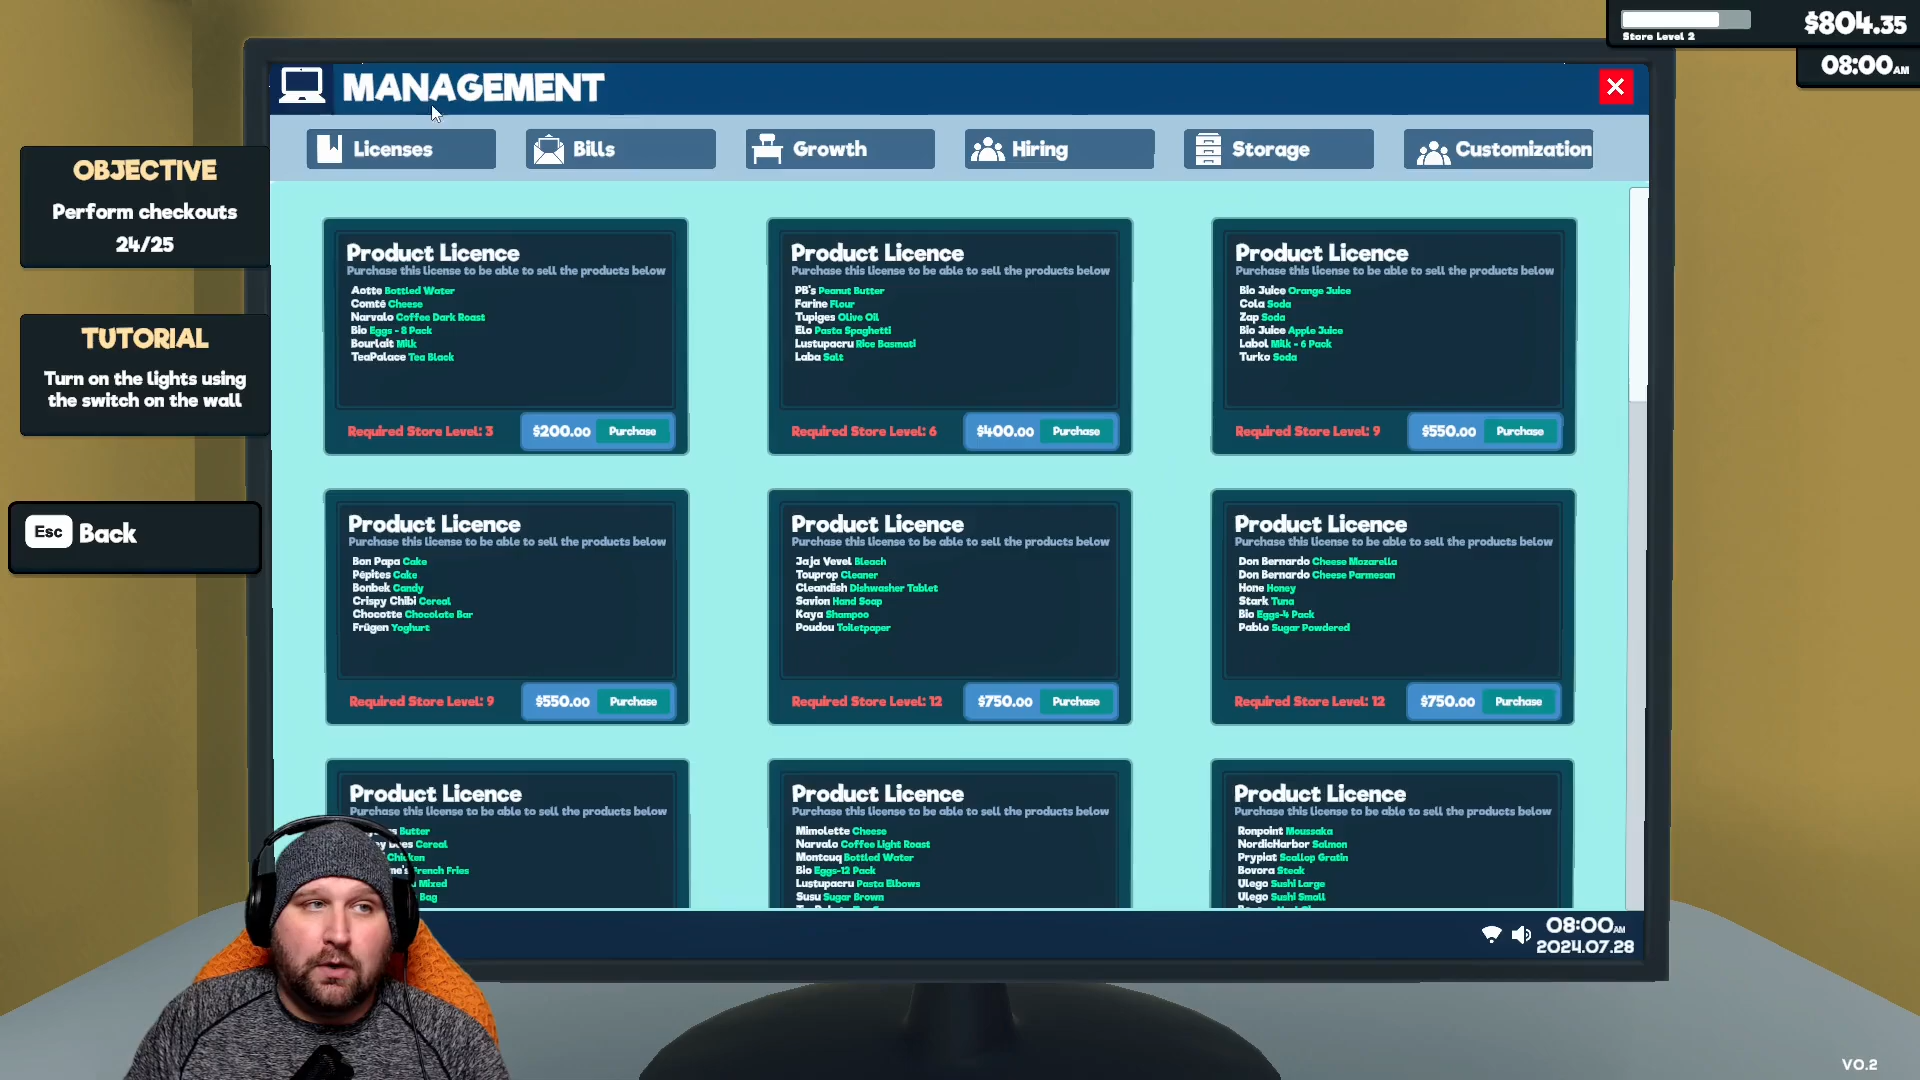 Store Level 2
$804.35
08:00AM
MANAGEMENT
Licenses
Bills
Growth
Hiring
Storage
Customization
OBJECTIVE
Perform checkouts
24/25
TUTORIAL
Turn on the lights using
the switch on the wall
Esc Back
Product Licence
Purchase this license to be able to sell the products below
Aotte Bottled Water
Comté Cheese
Narvalo Coffee Dark Roast
Bio Eggs - 8 Pack
Bourlait Milk
TeaPalace Tea Black
Required Store Level: 3
$200.00 Purchase
Product Licence
Purchase this license to be able to sell the products below
PB's Peanut Butter
Farine Flour
Tupiges Olive Oil
Elo Pasta Spaghetti
Lustupacru Rice Basmati
Laba Salt
Required Store Level: 6
$400.00 Purchase
Product Licence
Purchase this license to be able to sell the products below
Bio Juice Orange Juice
Cola Soda
Zap Soda
Bio Juice Apple Juice
Labol Milk - 6 Pack
Turko Soda
Required Store Level: 9
$550.00 Purchase
Product Licence
Purchase this license to be able to sell the products below
Bon Papa Cake
Pépites Cake
Bonbek Candy
Crispy Chibi Cereal
Chocotte Chocolate Bar
Frügen Yoghurt
Required Store Level: 9
$550.00 Purchase
Product Licence
Purchase this license to be able to sell the products below
Jaja Vevel Bleach
Touprop Cleaner
Cleandish Dishwasher Tablet
Savion Hand Soap
Kaya Shampoo
Poudou Toiletpaper
Required Store Level: 12
$750.00 Purchase
Product Licence
Purchase this license to be able to sell the products below
Don Bernardo Cheese Mozarella
Don Bernardo Cheese Parmesan
Hone Honey
Stark Tuna
Bio Eggs-4 Pack
Pablo Sugar Powdered
Required Store Level: 12
$750.00 Purchase
Product Licence
Purchase this license to be able to sell the products below
Butter
Cereal
Chicken
French Fries
Mixed
Bag
Product Licence
Purchase this license to be able to sell the products below
Mimolette Cheese
Narvalo Coffee Light Roast
Montcuq Bottled Water
Bio Eggs-12 Pack
Lustupacru Pasta Elbows
Susu Sugar Brown
Product Licence
Purchase this license to be able to sell the products below
Ronpoint Moussaka
NordicHarbor Salmon
Prypiat Scallop Gratin
Bovora Steak
Ulego Sushi Large
Ulego Sushi Small
08:00AM
2024.07.28
V0.2